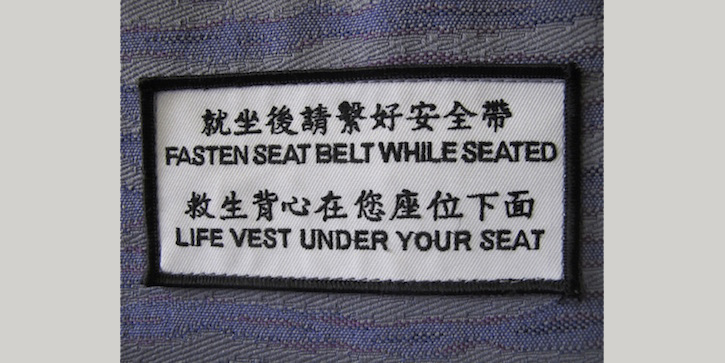 就坐後請繫好安全帶
FASTEN SEAT BELT WHILE SEATED
救生背心在您座位下面
LIFE VEST UNDER YOUR SEAT